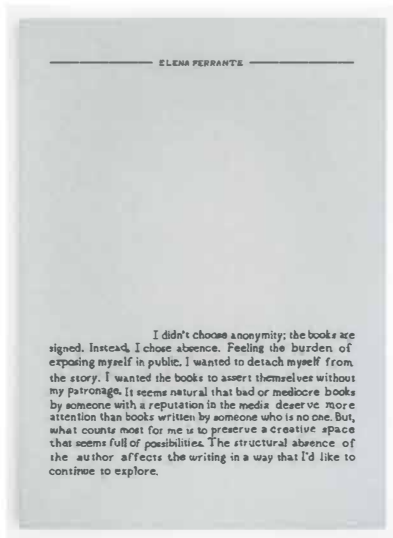 ELENA FERRANTE
I didn't choose anonymity; the books are
signed. Instead, I chose absence. Feeling the burden of
exposing myself in public. I wanted to detach myself from
the story. I wanted the books to assert themselves without
my patronage. It seems natural that bad or mediocre books
by someone with a reputation in the media deserve more
attention than books written by someone who is no one. But,
what counts most for me is to preserve a creative space
that seems full of possibilities. The structural absence of
the author affects the writing in a way that I'd like to
continue to explore.